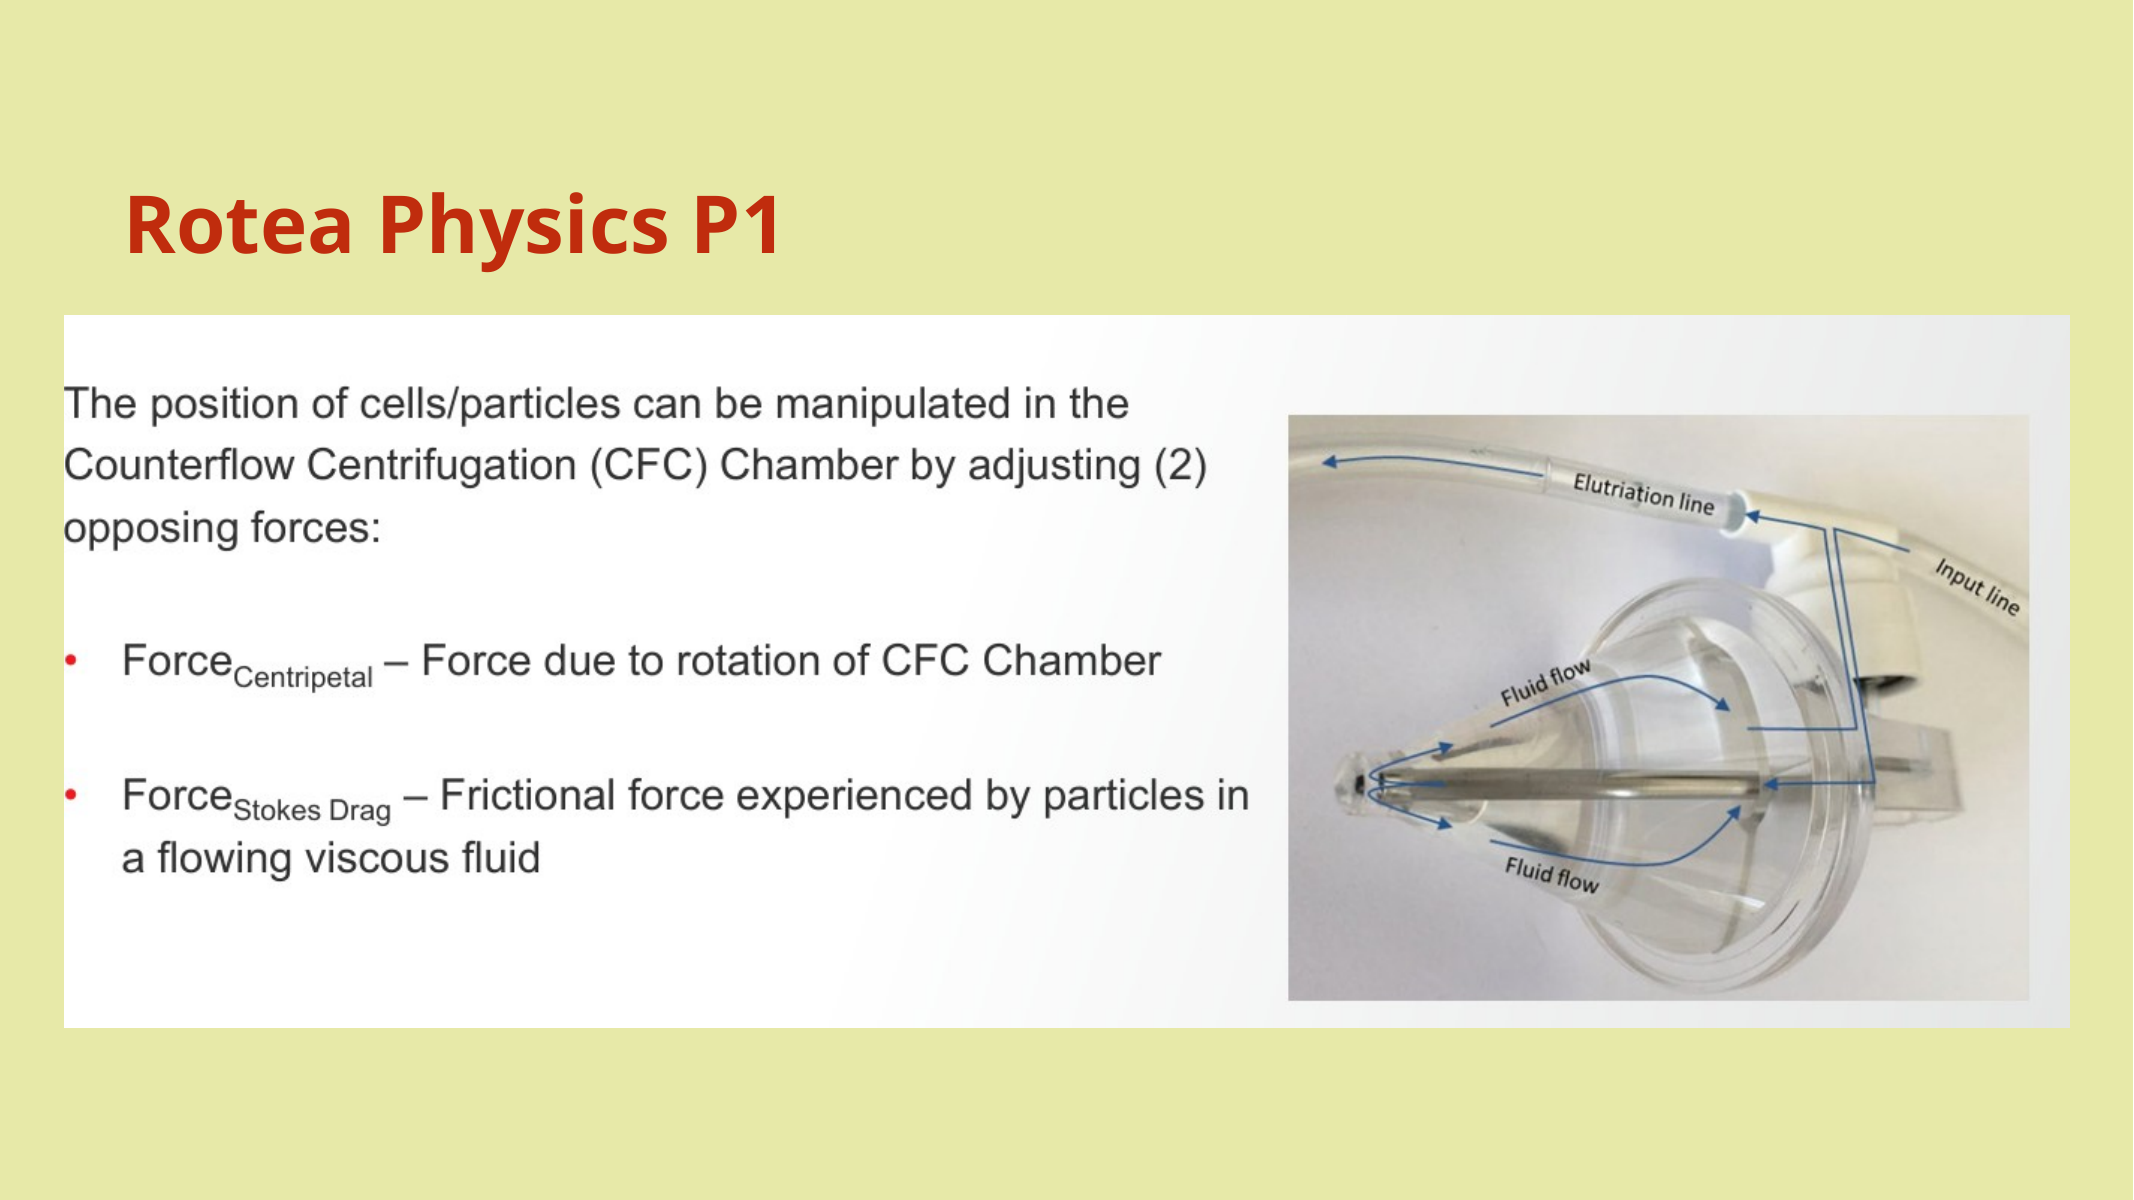 Rotea Physics P1
The position of cells/particles can be manipulated in the
Counterflow Centrifugation (CFC) Chamber by adjusting (2)
opposing forces:
• Force_Centripetal – Force due to rotation of CFC Chamber
• Force_Stokes Drag – Frictional force experienced by particles in
a flowing viscous fluid
Elutriation line
Input line
Fluid flow
Fluid flow